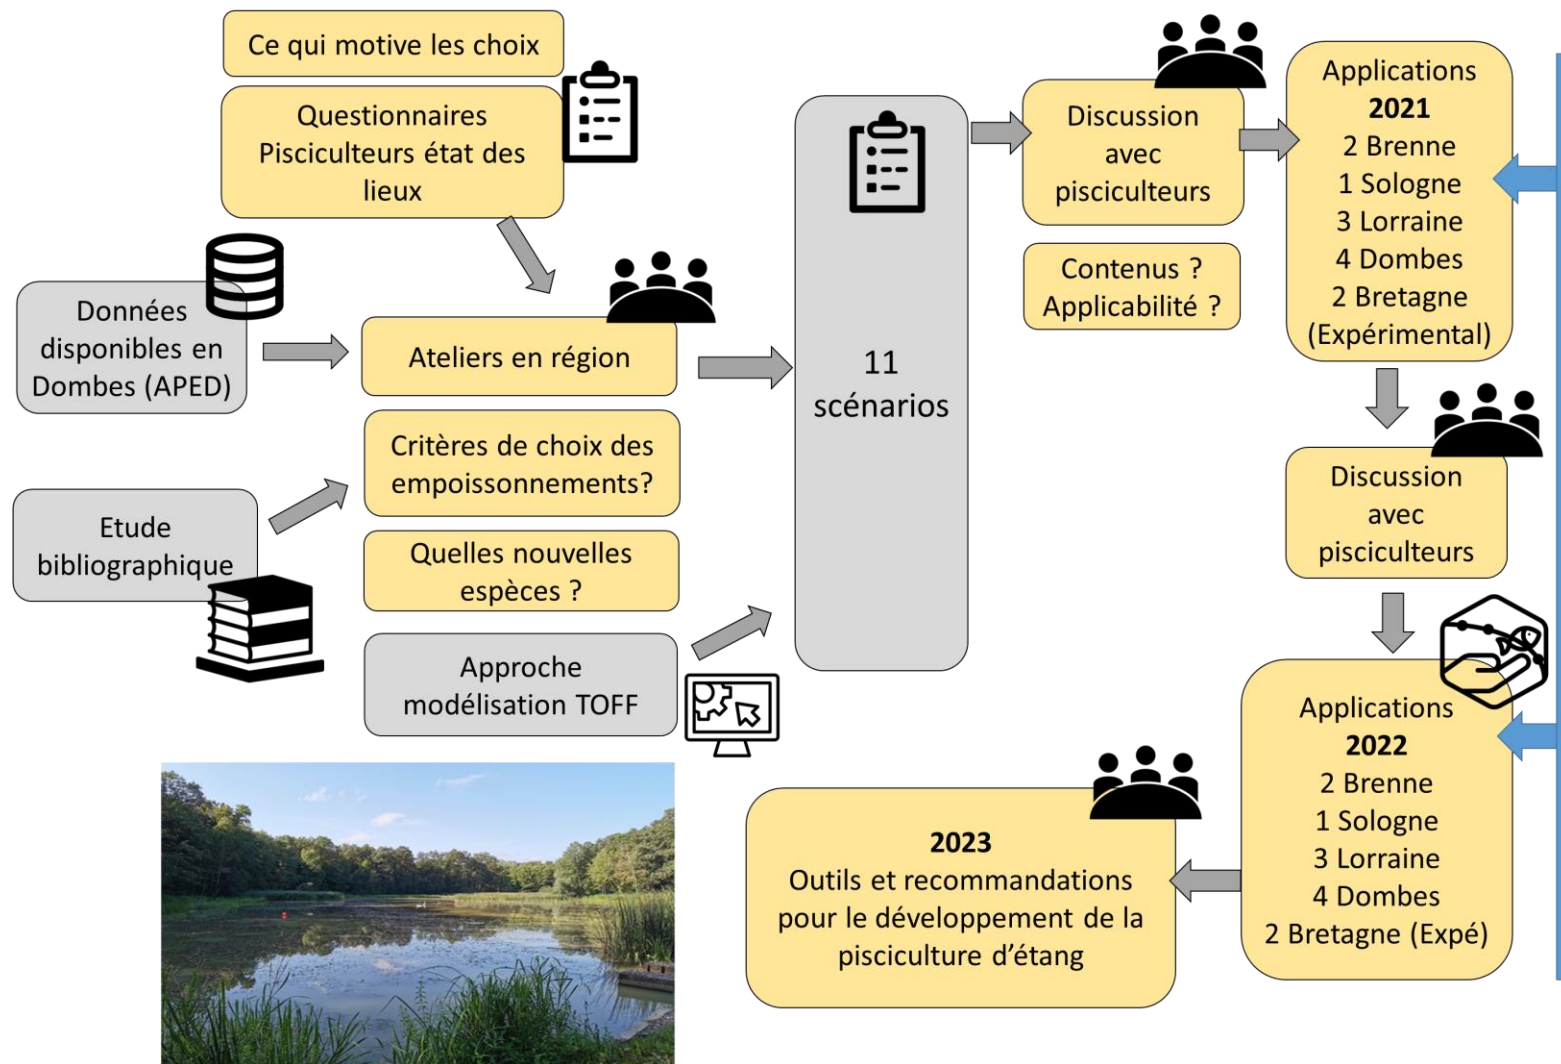 Ce qui motive les choix
Questionnaires
Pisciculteurs état des
lieux
Données
disponibles en
Dombes (APED)
Ateliers en région
Critères de choix des
empoissonnements?
Etude
bibliographique
Quelles nouvelles
espèces ?
Approche
modélisation TOFF
11
scénarios
Discussion
avec
pisciculteurs
Contenus ?
Applicabilité ?
Applications
2021
2 Brenne
1 Sologne
3 Lorraine
4 Dombes
2 Bretagne
(Expérimental)
Discussion
avec
pisciculteurs
Applications
2022
2 Brenne
1 Sologne
3 Lorraine
4 Dombes
2 Bretagne (Expé)
2023
Outils et recommandations
pour le développement de la
pisciculture d’étang